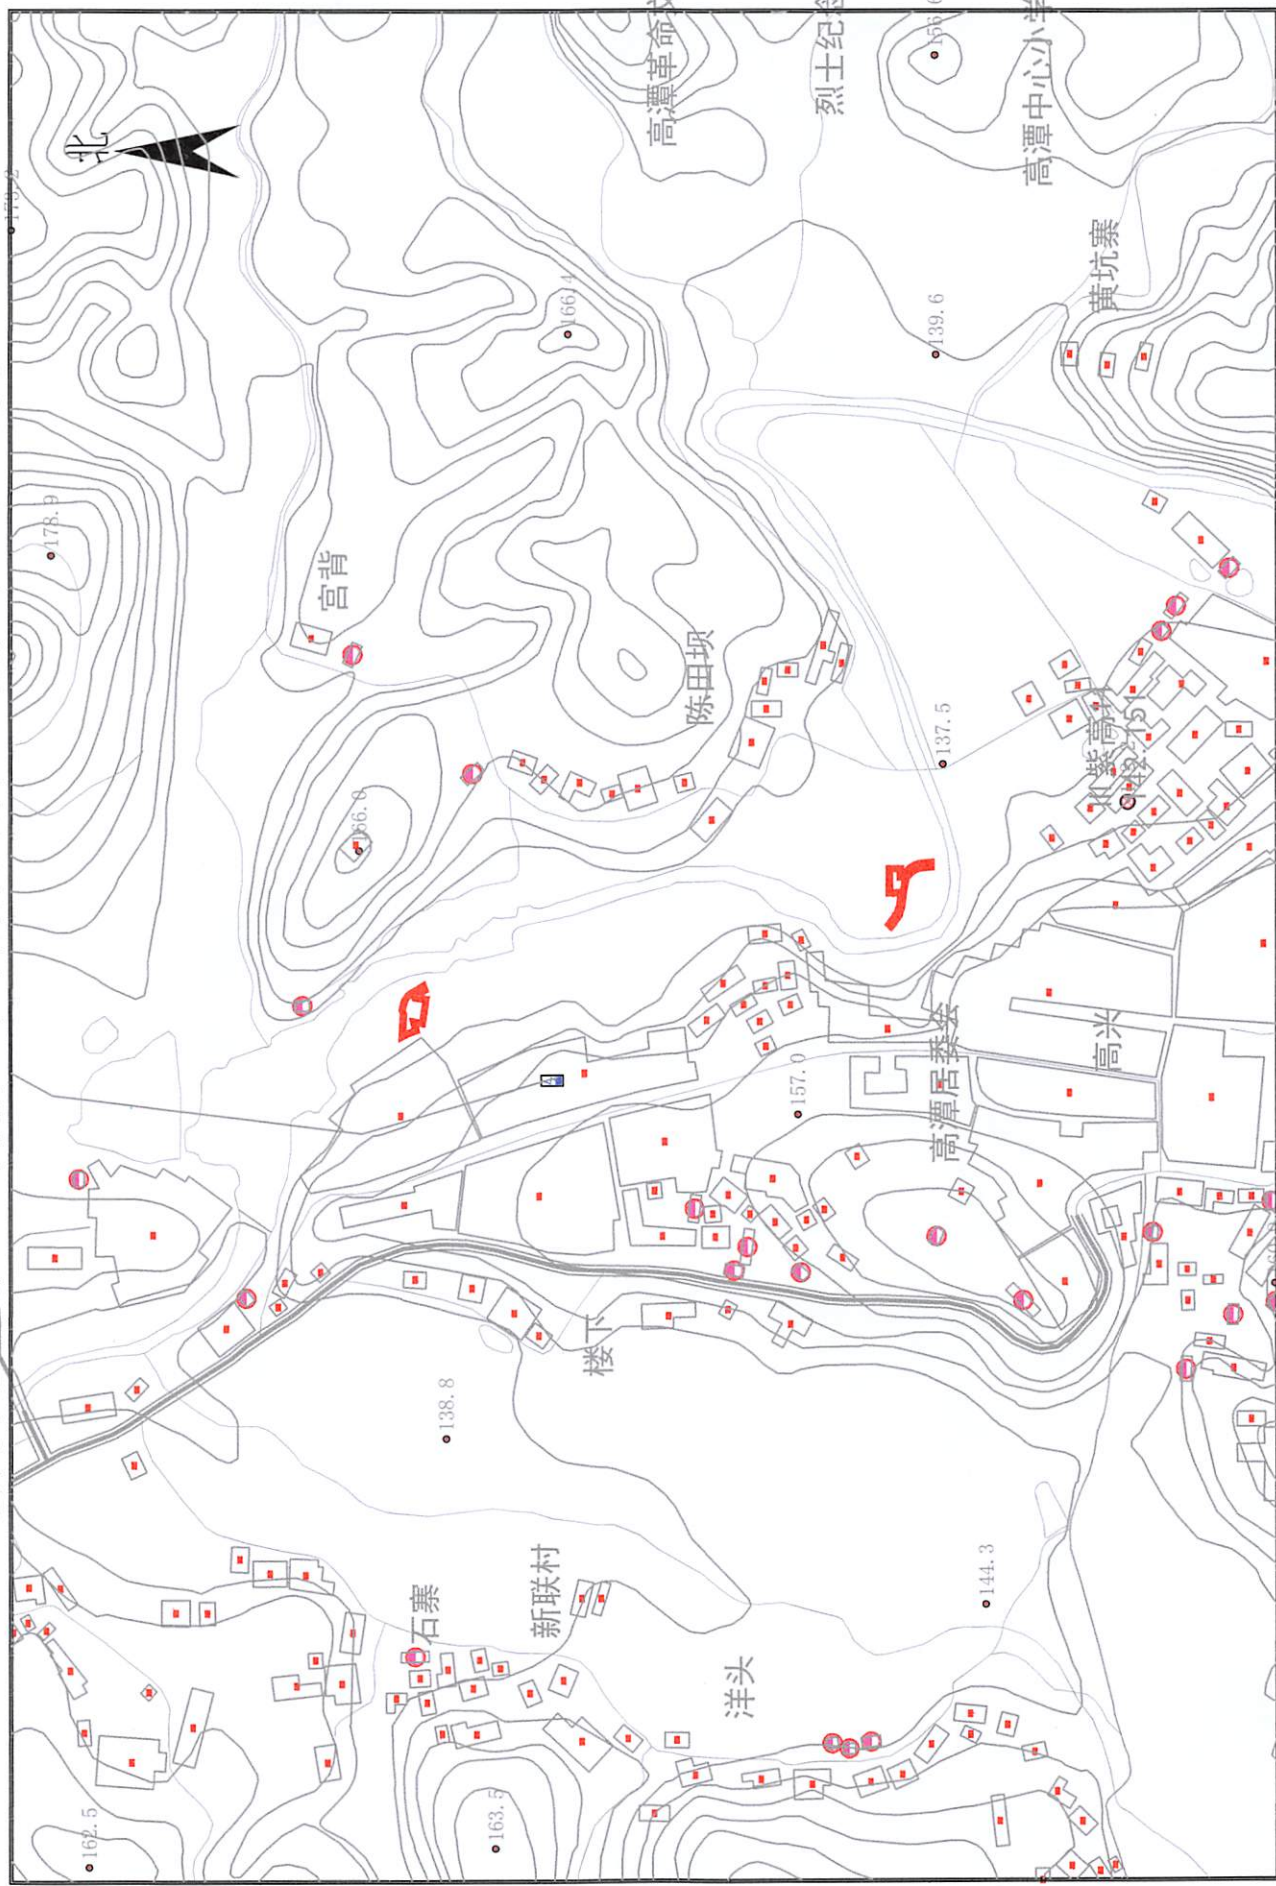 173.2
162.5
178.9
北
宫背
166.0
石寨
138.8
163.5
新联村
166.4
楼下
高潭革命
陈田坝
洋头
157.0
烈士纪念
139.6
137.5
高潭居委会
144.3
高潭中心小学
黄坑寨
高米